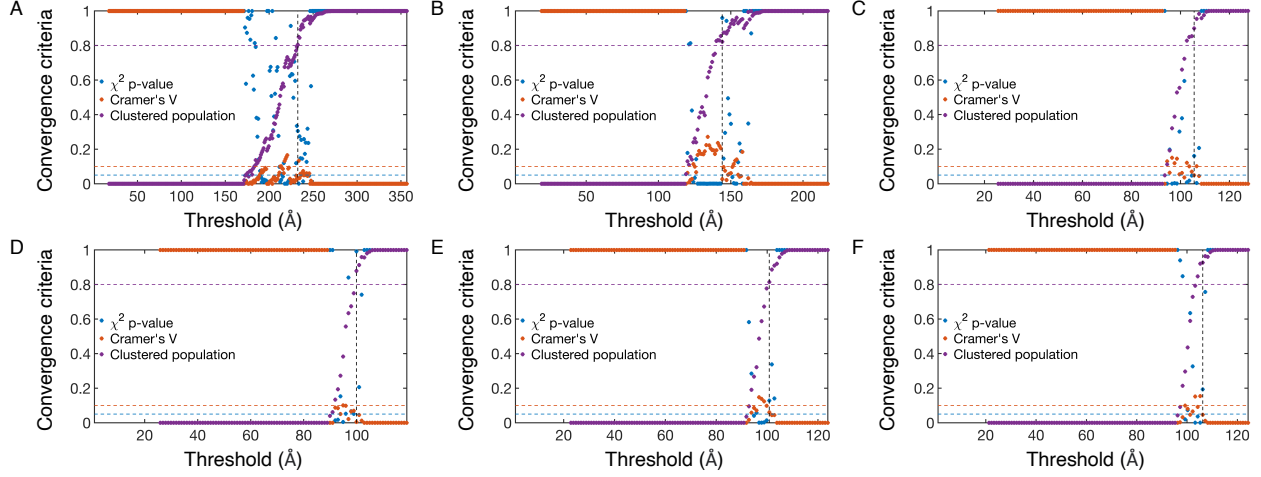 A
Convergence criteria
1
0.8
0.6
0.4
0.2
0
χ² p-value
Cramer's V
Clustered population
50 100 150 200 250 300 350
Threshold (Å)
B
Convergence criteria
1
0.8
0.6
0.4
0.2
0
χ² p-value
Cramer's V
Clustered population
50 100 150 200
Threshold (Å)
C
Convergence criteria
1
0.8
0.6
0.4
0.2
0
χ² p-value
Cramer's V
Clustered population
20 40 60 80 100 120
Threshold (Å)
D
Convergence criteria
1
0.8
0.6
0.4
0.2
0
χ² p-value
Cramer's V
Clustered population
20 40 60 80 100
Threshold (Å)
E
Convergence criteria
1
0.8
0.6
0.4
0.2
0
χ² p-value
Cramer's V
Clustered population
20 40 60 80 100 120
Threshold (Å)
F
Convergence criteria
1
0.8
0.6
0.4
0.2
0
χ² p-value
Cramer's V
Clustered population
20 40 60 80 100 120
Threshold (Å)